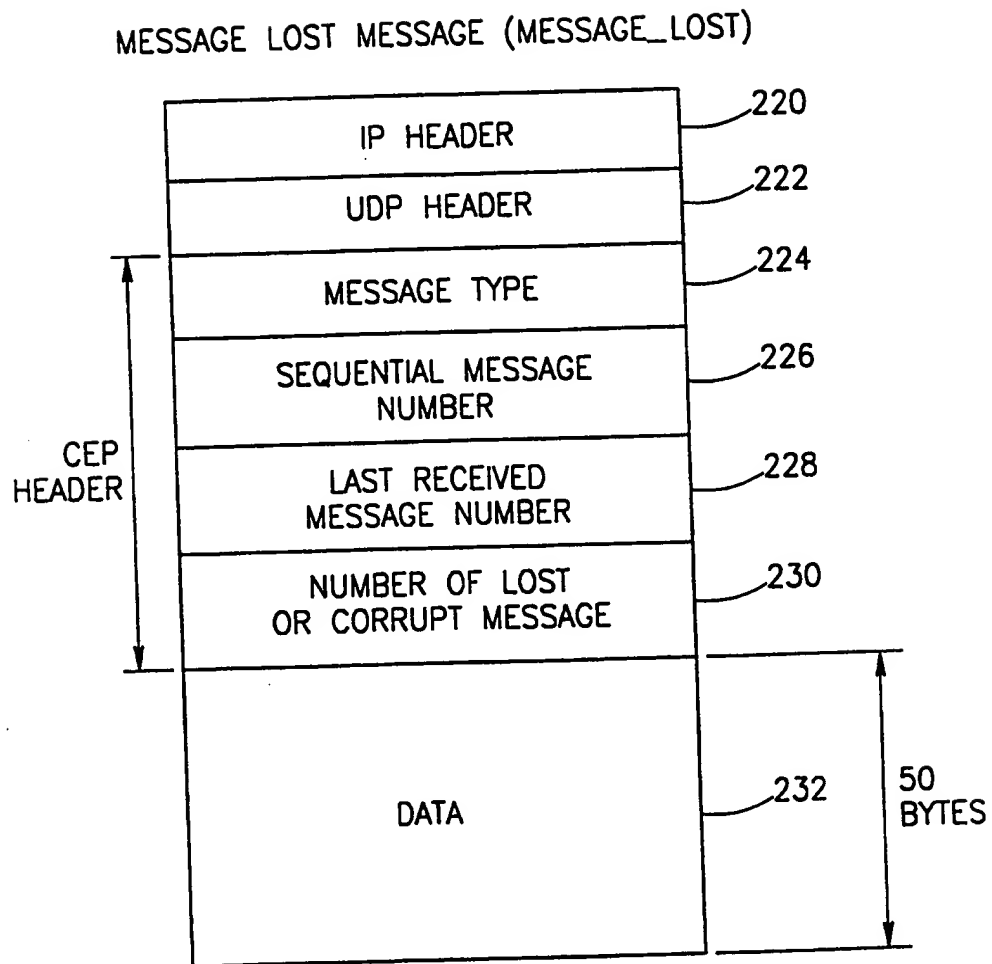 MESSAGE LOST MESSAGE (MESSAGE_LOST)
IP HEADER
220
UDP HEADER
222
MESSAGE TYPE
224
SEQUENTIAL MESSAGE
NUMBER
226
CEP
HEADER
LAST RECEIVED
MESSAGE NUMBER
228
NUMBER OF LOST
OR CORRUPT MESSAGE
230
DATA
232
50
BYTES